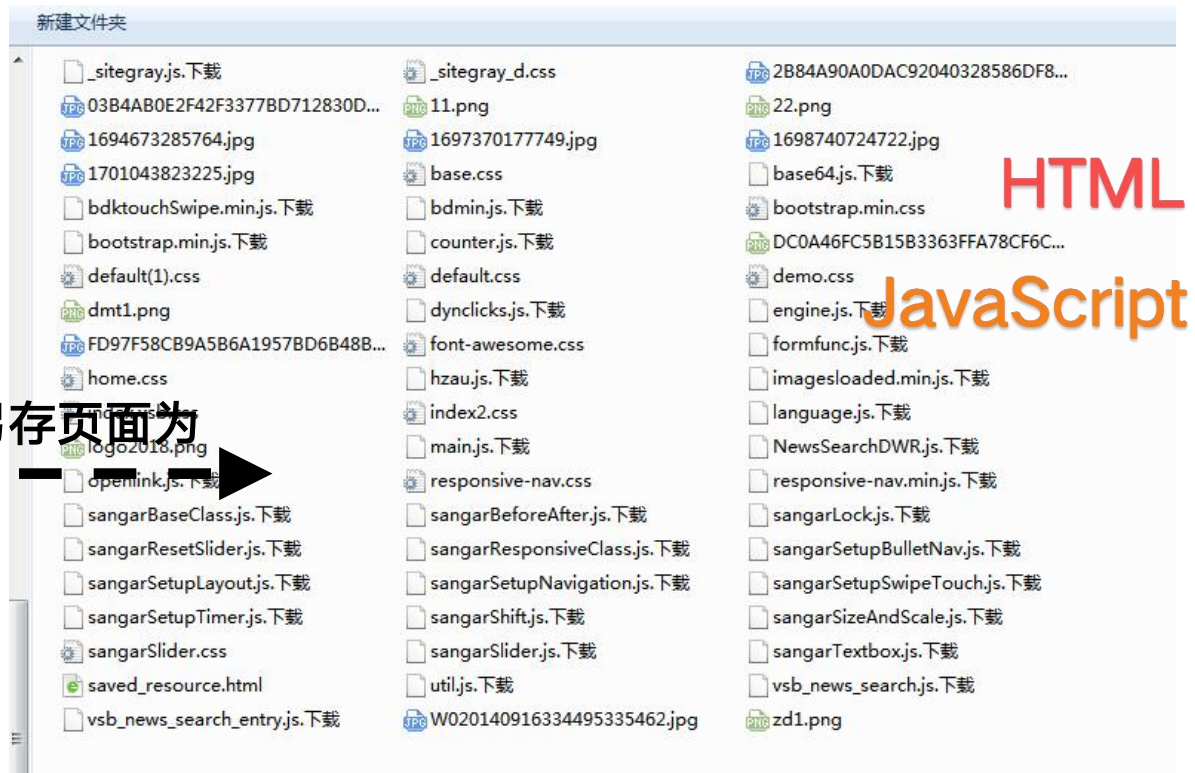 新建文件夹
_sitegray.js.下载 _sitegray_d.css 2B84A90A0DAC92040328586DF8...
03B4AB0E2F42F3377BD712830D... 11.png 22.png
1694673285764.jpg 1697370177749.jpg 1698740724722.jpg
1701043823225.jpg base.css base64.js.下载
HTML
bdktouchSwipe.min.js.下载 bdmin.js.下载 bootstrap.min.css
bootstrap.min.js.下载 counter.js.下载 DC0A46FC5B15B3363FFA78CF6C...
default(1).css default.css demo.css
dmt1.png dynclicks.js.下载 engine.js.下载
JavaScript
FD97F58CB9A5B6A1957BD6B48B... font-awesome.css formfunc.js.下载
home.css hzau.js.下载 imagesloaded.min.js.下载
index2.css language.js.下载
存页面为
logo2018.png main.js.下载 NewsSearchDWR.js.下载
openlink.js.下载 responsive-nav.css responsive-nav.min.js.下载
sangarBaseClass.js.下载 sangarBeforeAfter.js.下载 sangarLock.js.下载
sangarResetSlider.js.下载 sangarResponsiveClass.js.下载 sangarSetupBulletNav.js.下载
sangarSetupLayout.js.下载 sangarSetupNavigation.js.下载 sangarSetupSwipeTouch.js.下载
sangarSetupTimer.js.下载 sangarShift.js.下载 sangarSizeAndScale.js.下载
sangarSlider.css sangarSlider.js.下载 sangarTextbox.js.下载
saved_resource.html util.js.下载 vsb_news_search.js.下载
vsb_news_search_entry.js.下载 W020140916334495335462.jpg zd1.png